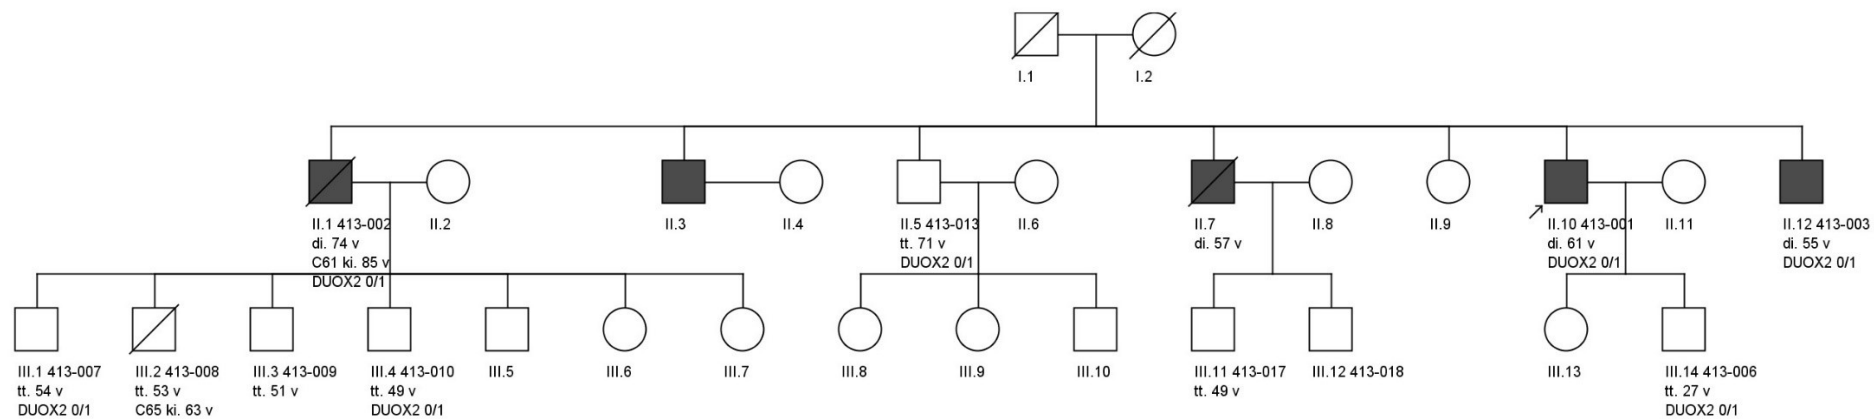 I.1
I.2
II.1 413-002
di. 74 v
C61 ki. 85 v
DUOX2 0/1
II.2
II.3
II.4
II.5 413-013
tt. 71 v
DUOX2 0/1
II.6
II.7
di. 57 v
II.8
II.9
II.10 413-001
di. 61 v
DUOX2 0/1
II.11
II.12 413-003
di. 55 v
DUOX2 0/1
III.1 413-007
tt. 54 v
DUOX2 0/1
III.2 413-008
tt. 53 v
C65 ki. 63 v
III.3 413-009
tt. 51 v
III.4 413-010
tt. 49 v
DUOX2 0/1
III.5
III.6
III.7
III.8
III.9
III.10
III.11 413-017
tt. 49 v
III.12 413-018
III.13
III.14 413-006
tt. 27 v
DUOX2 0/1